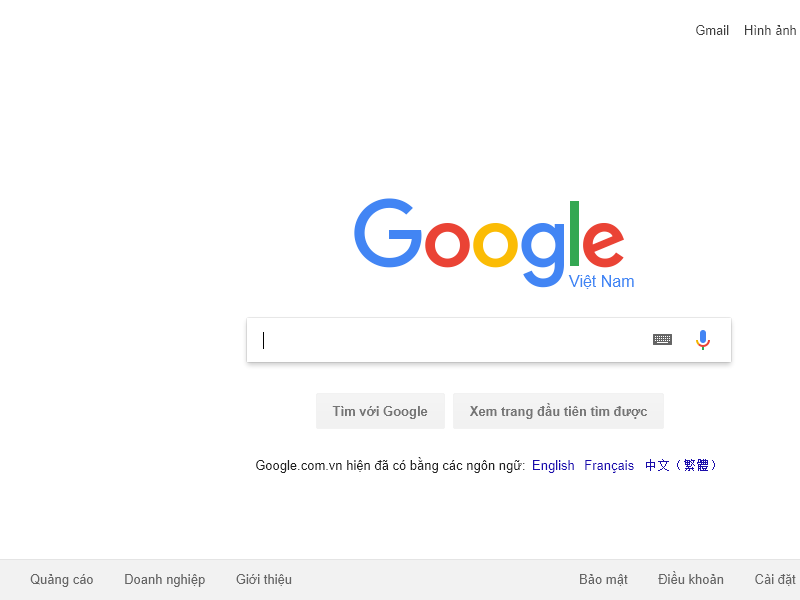 Gmail Hình ảnh
Google
Việt Nam
Tìm với Google Xem trang đầu tiên tìm được
Google.com.vn hiện đã có bằng các ngôn ngữ: English Français 中文（繁體）
Quảng cáo Doanh nghiệp Giới thiệu Bảo mật Điều khoản Cài đặt